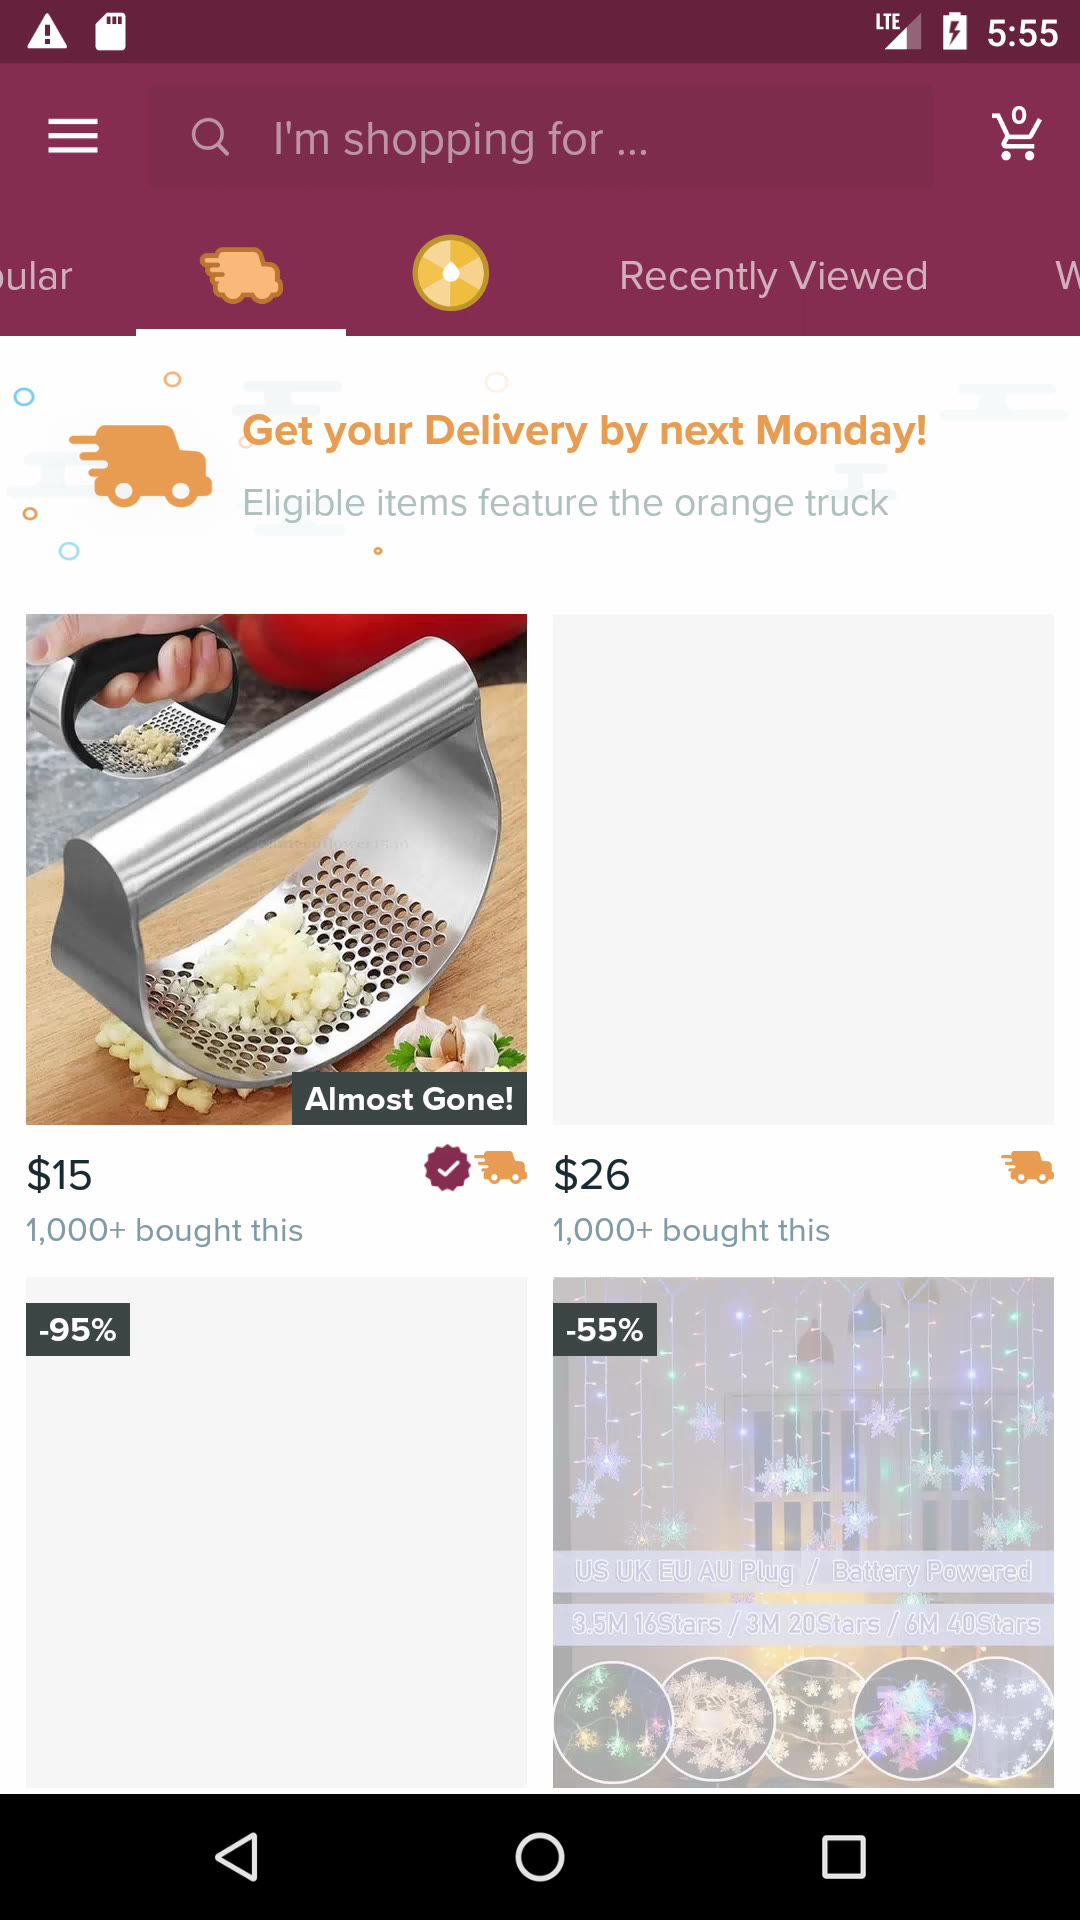 LTE 5:55
I'm shopping for ...
0
ular
Recently Viewed
W
Get your Delivery by next Monday!
Eligible items feature the orange truck
Almost Gone!
$15
$26
1,000+ bought this
1,000+ bought this
-95%
-55%
US UK EU AU Plug / Battery Powered
3.5M 16Stars / 3M 20Stars / 6M 40Stars